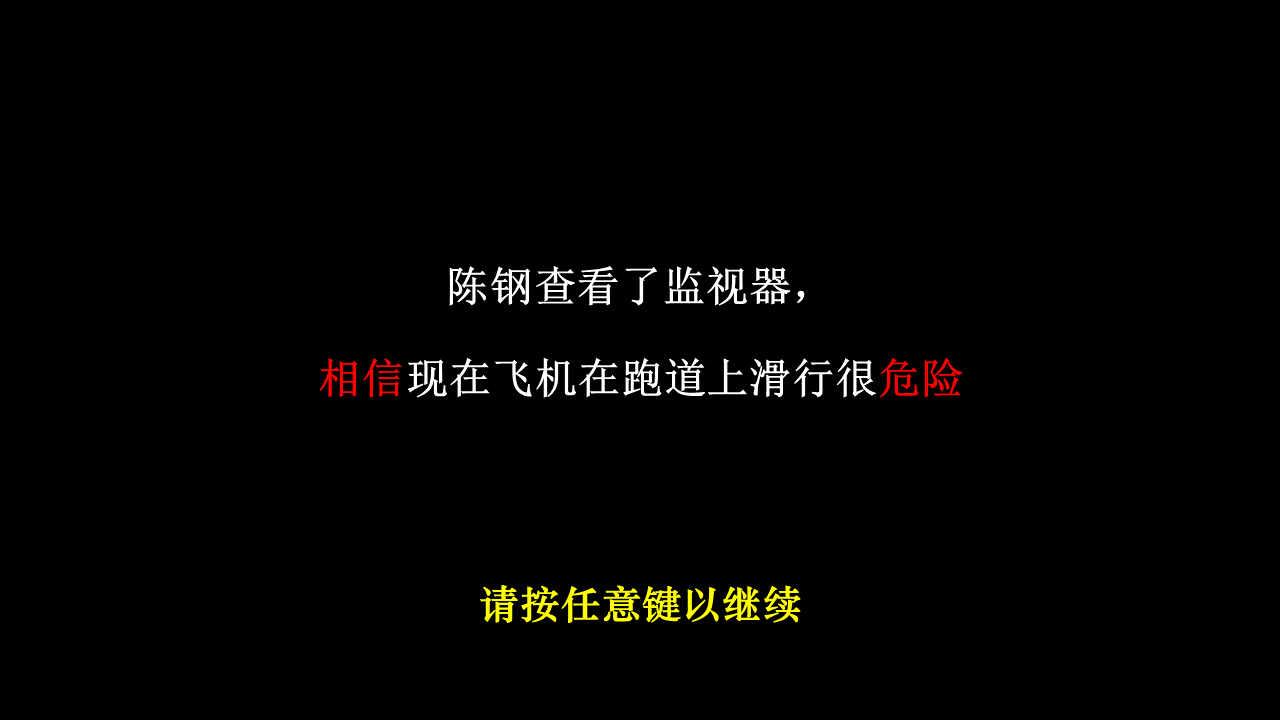 陈钢查看了监视器，
相信现在飞机在跑道上滑行很危险
请按任意键以继续